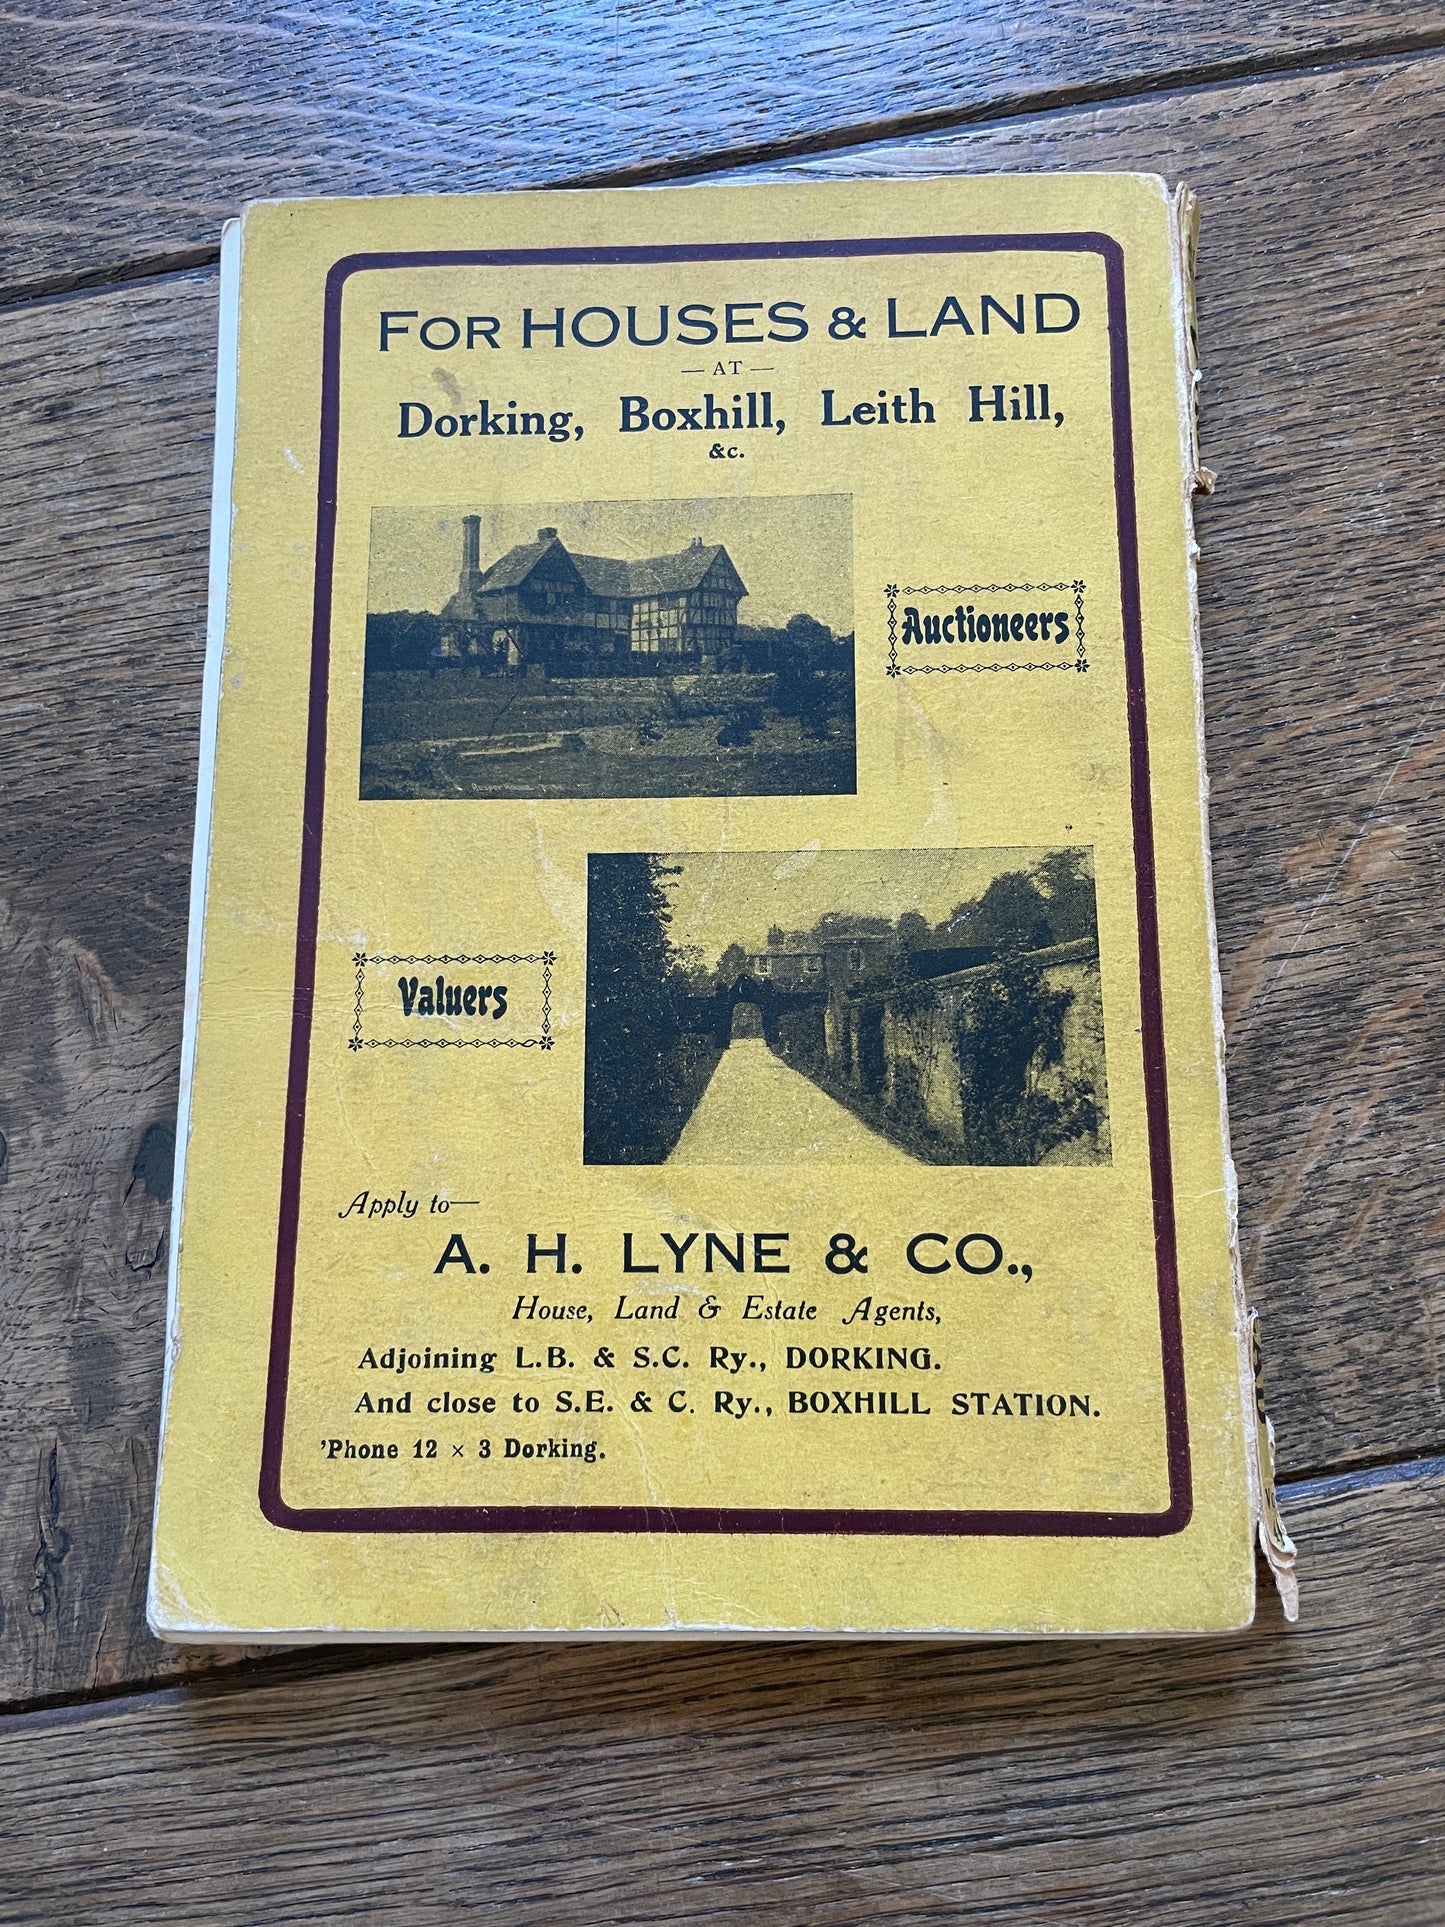 FOR HOUSES & LAND
— AT —
Dorking, Boxhill, Leith Hill,
&c.
Auctioneers
Valuers
Apply to—
A. H. LYNE & CO.,
House, Land & Estate Agents,
Adjoining L.B. & S.C. Ry., DORKING.
And close to S.E. & C. Ry., BOXHILL STATION.
'Phone 12 × 3 Dorking.